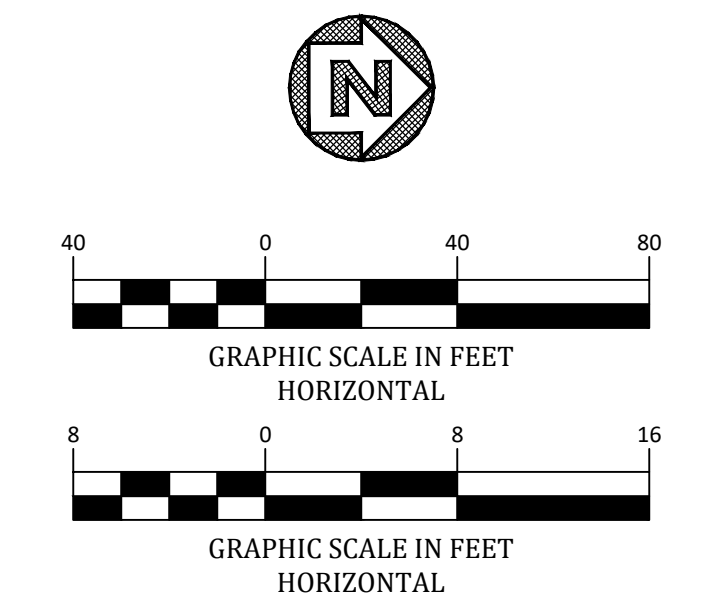 N
40 0 40 80
GRAPHIC SCALE IN FEET
HORIZONTAL
8 0 8 16
GRAPHIC SCALE IN FEET
HORIZONTAL